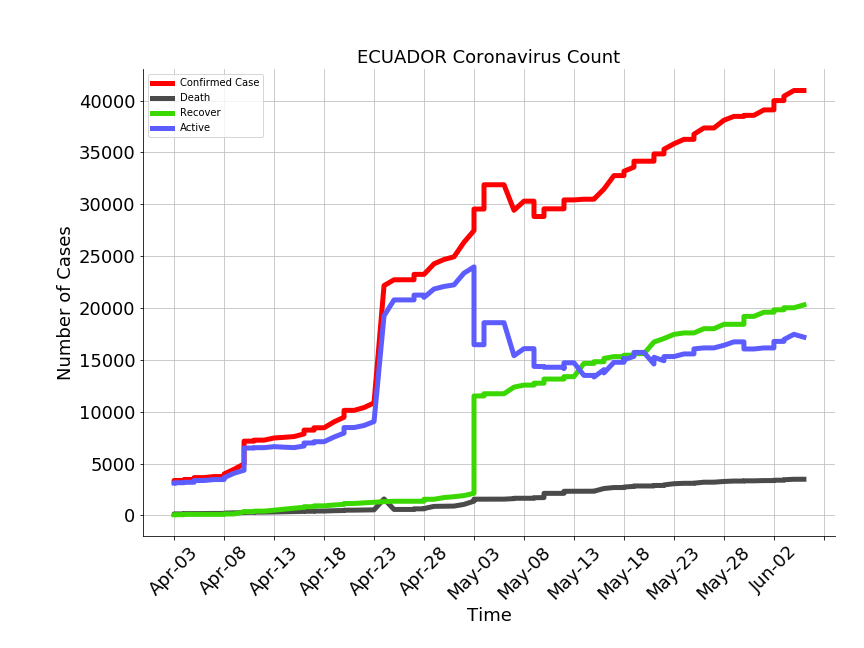 ECUADOR Coronavirus Count
Confirmed Case
Death
Recover
Active
40000
35000
30000
25000
20000
15000
10000
5000
0
Number of Cases
Apr-03
Apr-08
Apr-13
Apr-18
Apr-23
Apr-28
May-03
May-08
May-13
May-18
May-23
May-28
Jun-02
Time